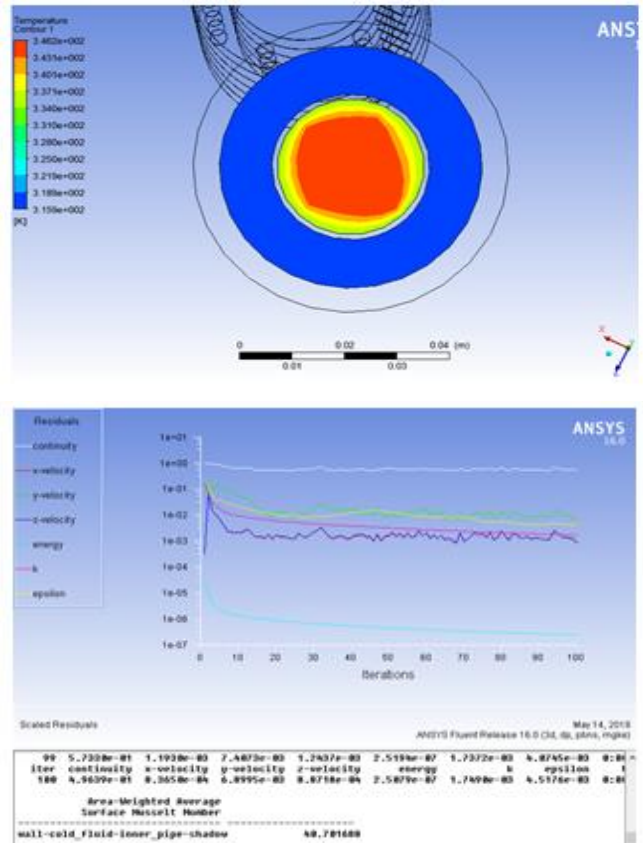 Temperature
Contour 1
3.462e+002
3.431e+002
3.401e+002
3.371e+002
3.340e+002
3.310e+002
3.280e+002
3.250e+002
3.219e+002
3.189e+002
3.159e+002
[K]
ANSY
0 0.02 0.04 (m)
0.01 0.03
X
Z
Residuals
continuity
x-velocity
y-velocity
z-velocity
energy
k
epsilon
ANSYS
16.0
1e+01
1e+00
1e-01
1e-02
1e-03
1e-04
1e-05
1e-06
1e-07
0 10 20 30 40 50 60 70 80 90 100
Iterations
Scaled Residuals
May 14, 2018
ANSYS Fluent Release 16.0 (3d, dp, pbns, rngke)
99 5.7330e-01 1.1930e-03 7.4073e-03 1.2437e-03 2.5194e-07 1.7372e-03 4.0745e-03
iter continuity x-velocity y-velocity z-velocity energy k epsilon
100 4.9639e-01 8.3650e-04 6.0995e-03 8.8718e-04 2.5079e-07 1.7490e-03 4.5176e-03
Area-Weighted Average
Surface Nusselt Number
wall-cold_fluid-inner_pipe-shadow 40.701680